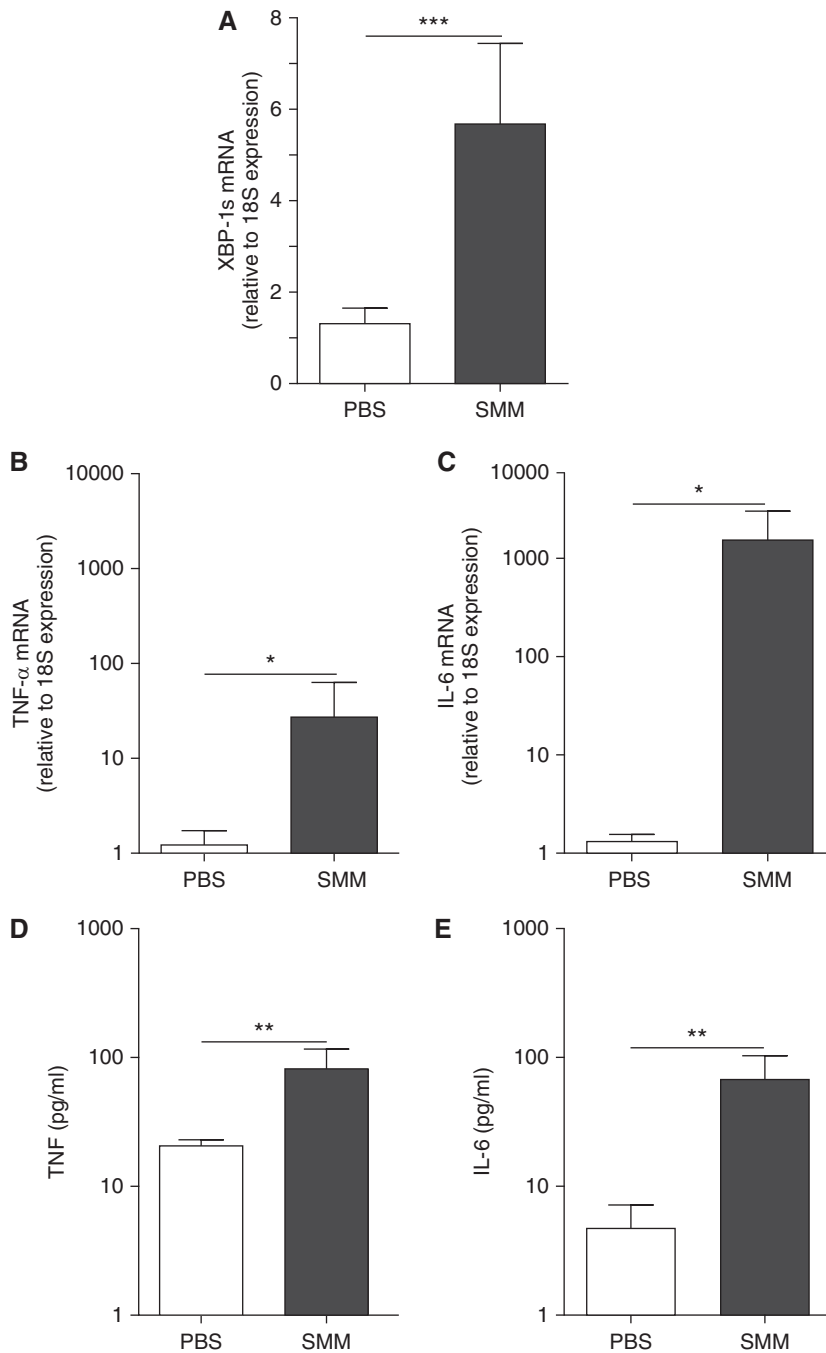 A
XBP-1s mRNA
(relative to 18S expression)
8
6
4
2
0
***
PBS
SMM
B
TNF-α mRNA
(relative to 18S expression)
10000
1000
100
10
1
*
PBS
SMM
C
IL-6 mRNA
(relative to 18S expression)
10000
1000
100
10
1
*
PBS
SMM
D
TNF (pg/ml)
1000
100
10
1
**
PBS
SMM
E
IL-6 (pg/ml)
1000
100
10
1
**
PBS
SMM